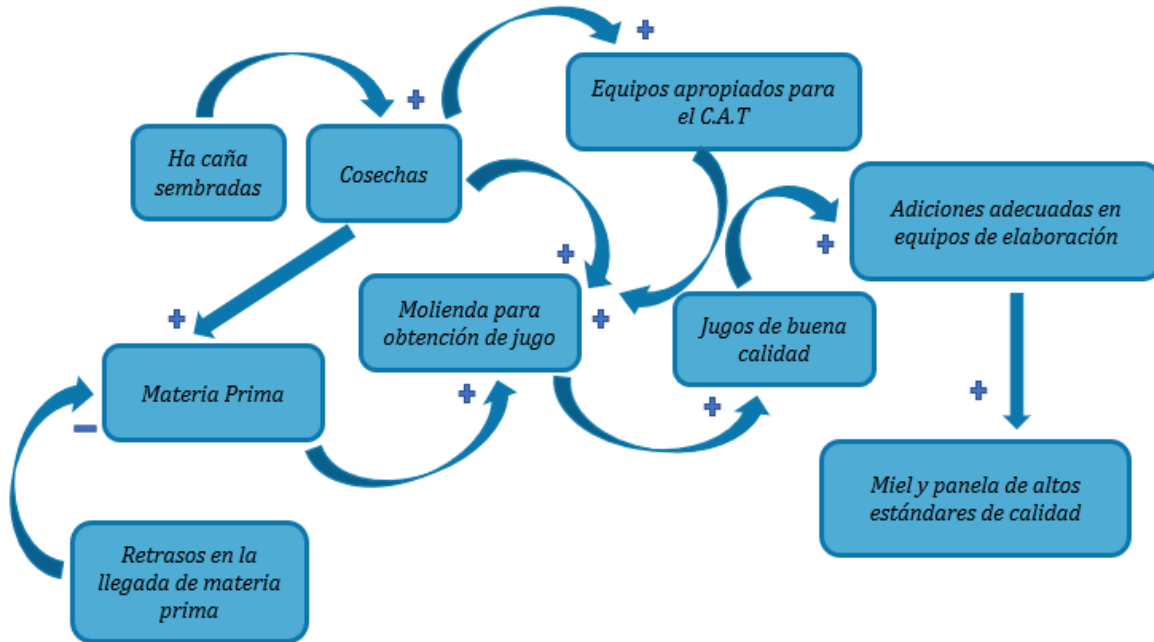 Equipos apropiados para
el C.A.T
Ha caña
sembradas
Cosechas
Adiciones adecuadas en
equipos de elaboración
Molienda para
obtención de jugo
Jugos de buena
calidad
Materia Prima
Miel y panela de altos
estándares de calidad
Retrasos en la
llegada de materia
prima